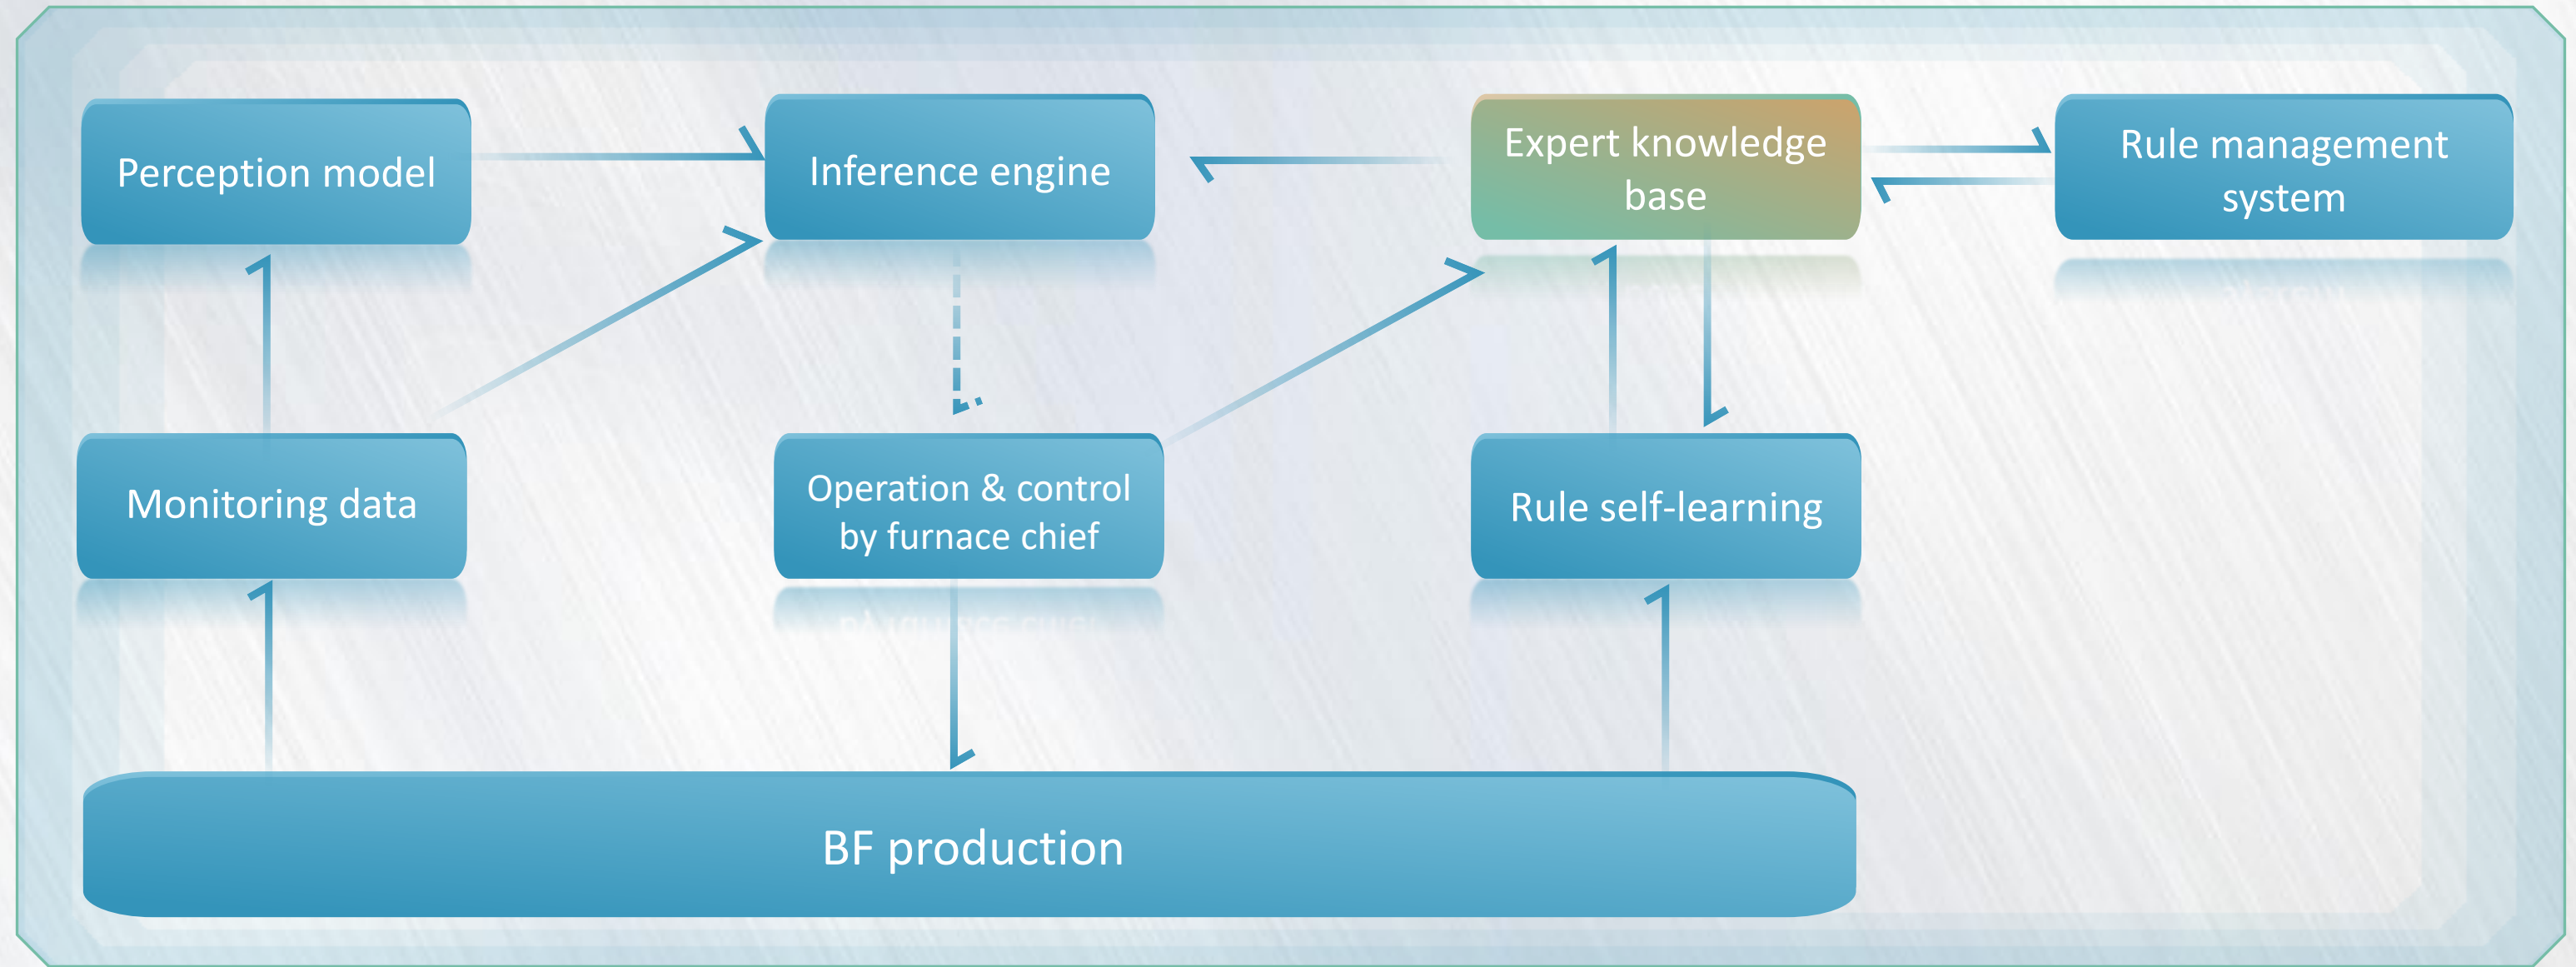 Perception model
Inference engine
Expert knowledge
base
Rule management
system
Monitoring data
Operation & control
by furnace chief
Rule self-learning
BF production